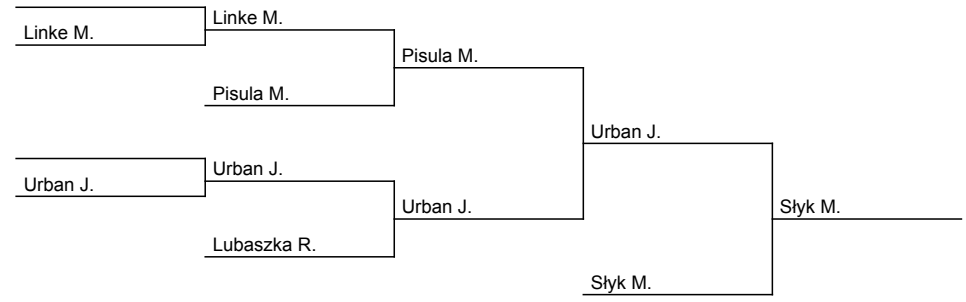 Linke M.
Linke M.
Pisula M.
Pisula M.
Urban J.
Urban J.
Urban J.
Urban J.
Słyk M.
Lubaszka R.
Słyk M.